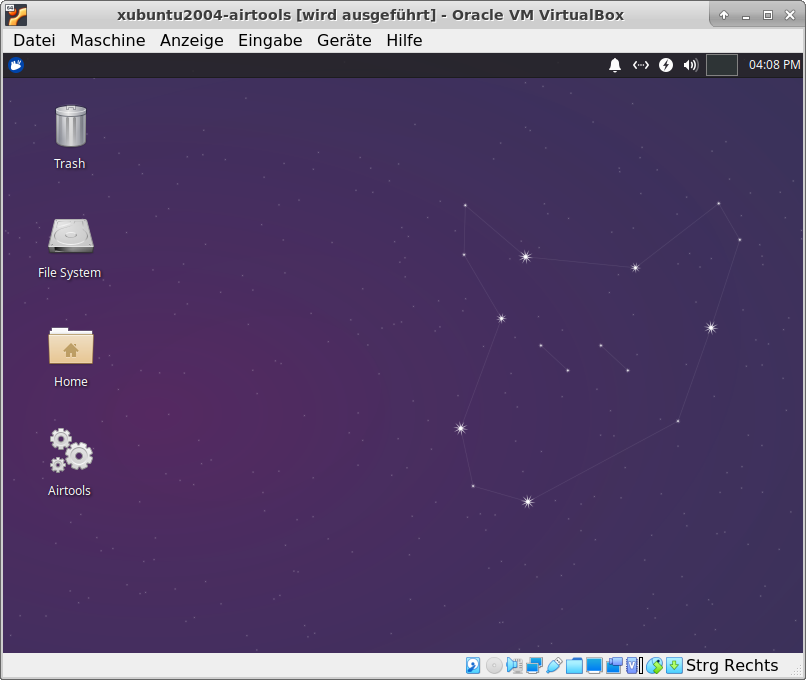 xubuntu2004-airtools [wird ausgeführt] - Oracle VM VirtualBox
Datei Maschine Anzeige Eingabe Geräte Hilfe
04:08 PM
Trash
File System
Home
Airtools
Strg Rechts